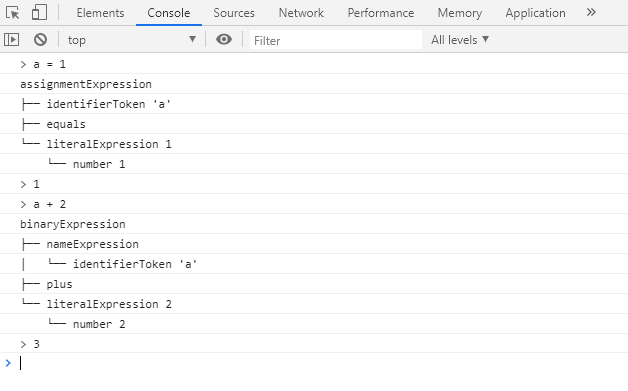 Elements Console Sources Network Performance Memory Application »
top ▼ Filter All levels ▼
> a = 1
assignmentExpression
├── identifierToken 'a'
├── equals
└── literalExpression 1
    └── number 1
> 1
> a + 2
binaryExpression
├── nameExpression
│   └── identifierToken 'a'
├── plus
└── literalExpression 2
    └── number 2
> 3
>